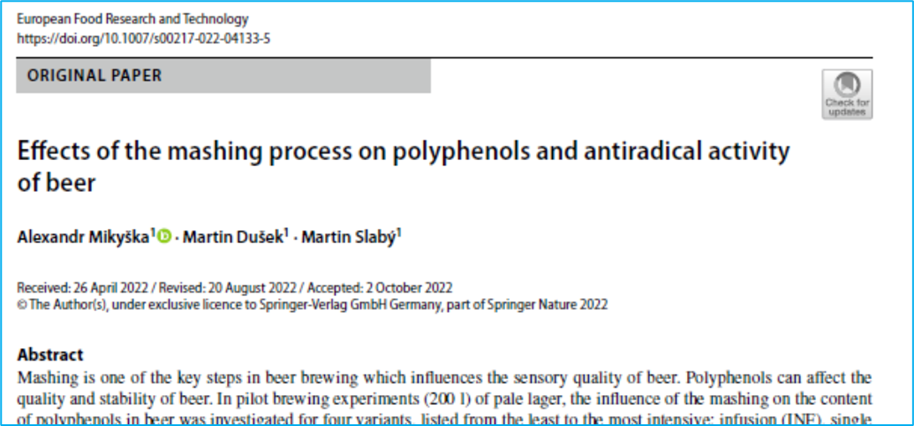 European Food Research and Technology
https://doi.org/10.1007/s00217-022-04133-5
ORIGINAL PAPER
Check for
updates
Effects of the mashing process on polyphenols and antiradical activity
of beer
Alexandr Mikyška¹ iD · Martin Dušek¹ · Martin Slabý¹
Received: 26 April 2022 / Revised: 20 August 2022 / Accepted: 2 October 2022
© The Author(s), under exclusive licence to Springer-Verlag GmbH Germany, part of Springer Nature 2022
Abstract
Mashing is one of the key steps in beer brewing which influences the sensory quality of beer. Polyphenols can affect the
quality and stability of beer. In pilot brewing experiments (200 l) of pale lager, the influence of the mashing on the content
of polyphenols in beer was investigated for four variants, listed from the least to the most intensive: infusion (INF), single